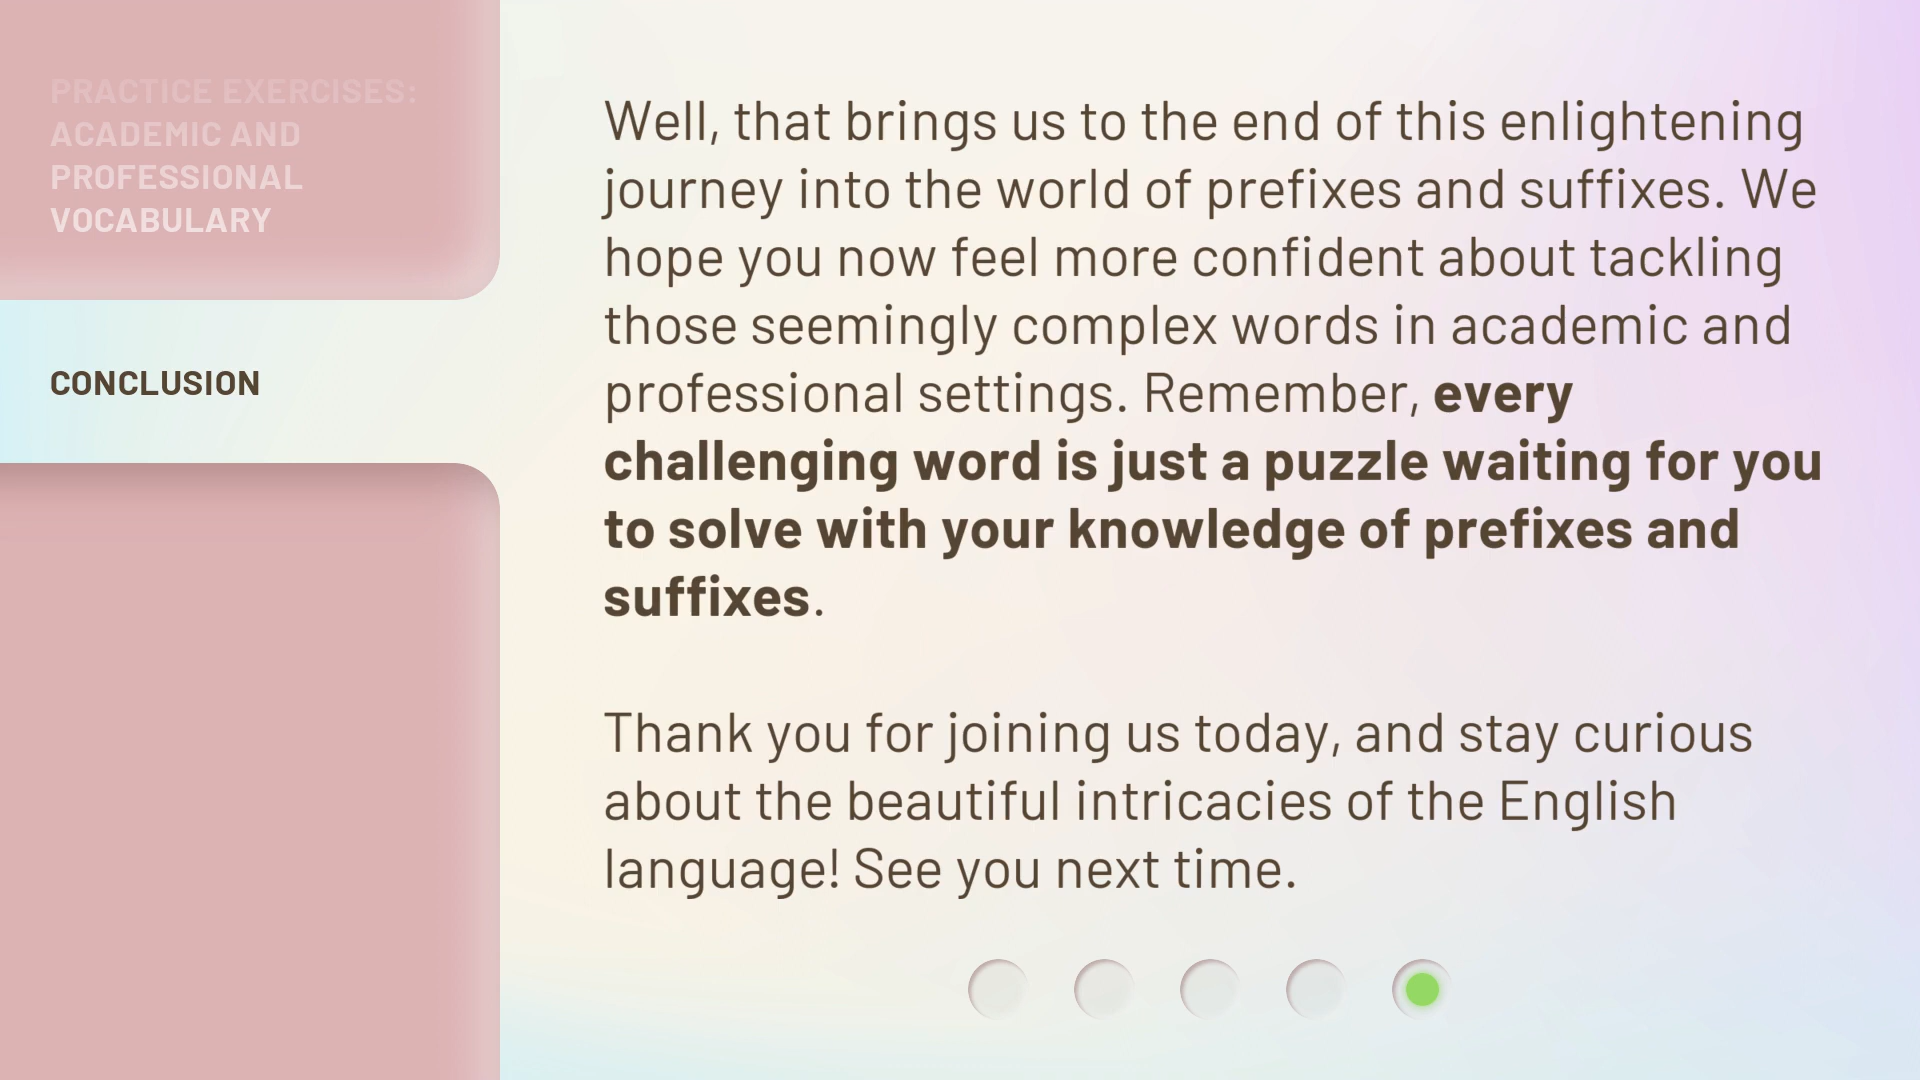 PRACTICE EXERCISES:
ACADEMIC AND
PROFESSIONAL
VOCABULARY
CONCLUSION
Well, that brings us to the end of this enlightening
journey into the world of prefixes and suffixes. We
hope you now feel more confident about tackling
those seemingly complex words in academic and
professional settings. Remember, every
challenging word is just a puzzle waiting for you
to solve with your knowledge of prefixes and
suffixes.
Thank you for joining us today, and stay curious
about the beautiful intricacies of the English
language! See you next time.